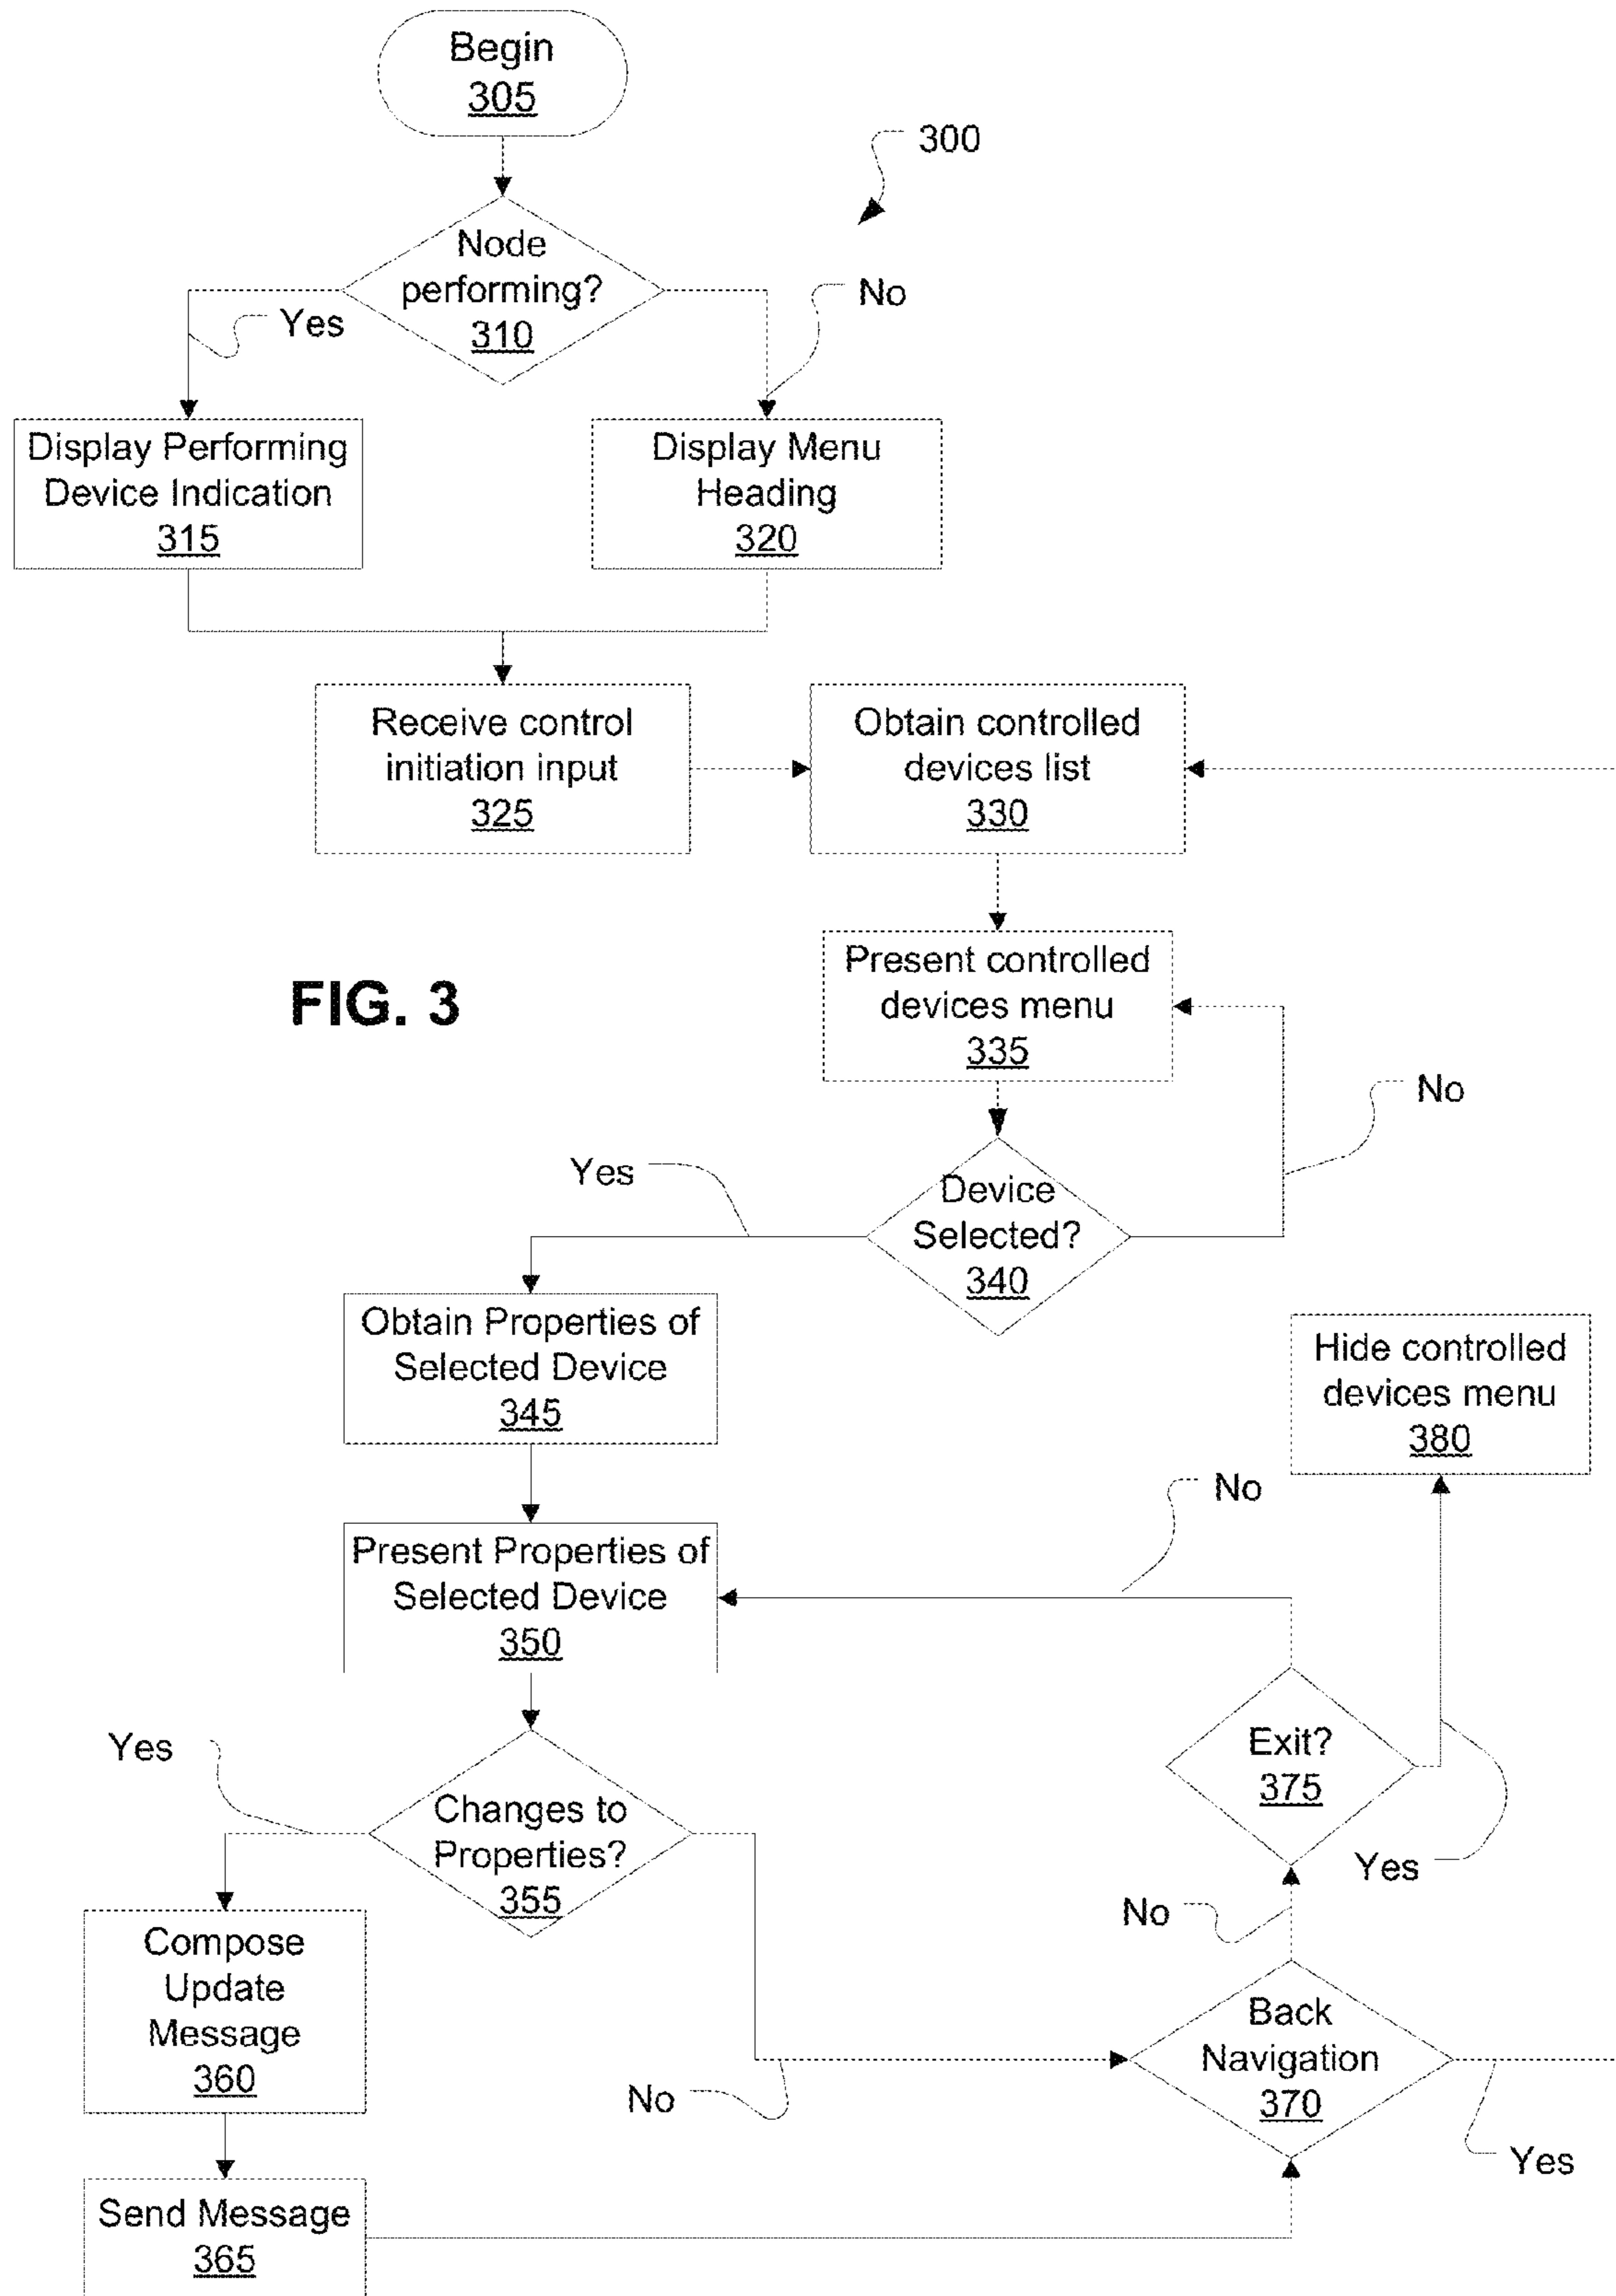 Begin
305
300
Node
performing?
310
Yes
No
Display Performing
Device Indication
315
Display Menu
Heading
320
Receive control
initiation input
325
Obtain controlled
devices list
330
FIG. 3
Present controlled
devices menu
335
No
Yes
Device
Selected?
340
Obtain Properties of
Selected Device
345
Hide controlled
devices menu
380
No
Present Properties of
Selected Device
350
Yes
Changes to
Properties?
355
Exit?
375
Yes
No
Compose
Update
Message
360
Back
Navigation
370
No
Yes
Send Message
365